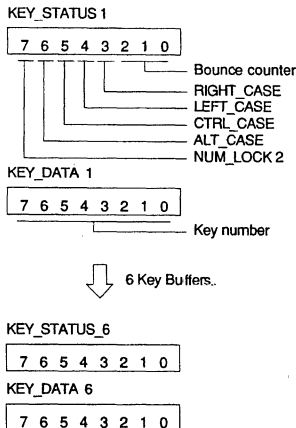 KEY_STATUS 1
7 6 5 4 3 2 1 0
Bounce counter
RIGHT_CASE
LEFT_CASE
CTRL_CASE
ALT_CASE
NUM_LOCK 2
KEY_DATA 1
7 6 5 4 3 2 1 0
Key number
6 Key Buffers..
KEY_STATUS_6
7 6 5 4 3 2 1 0
KEY_DATA 6
7 6 5 4 3 2 1 0